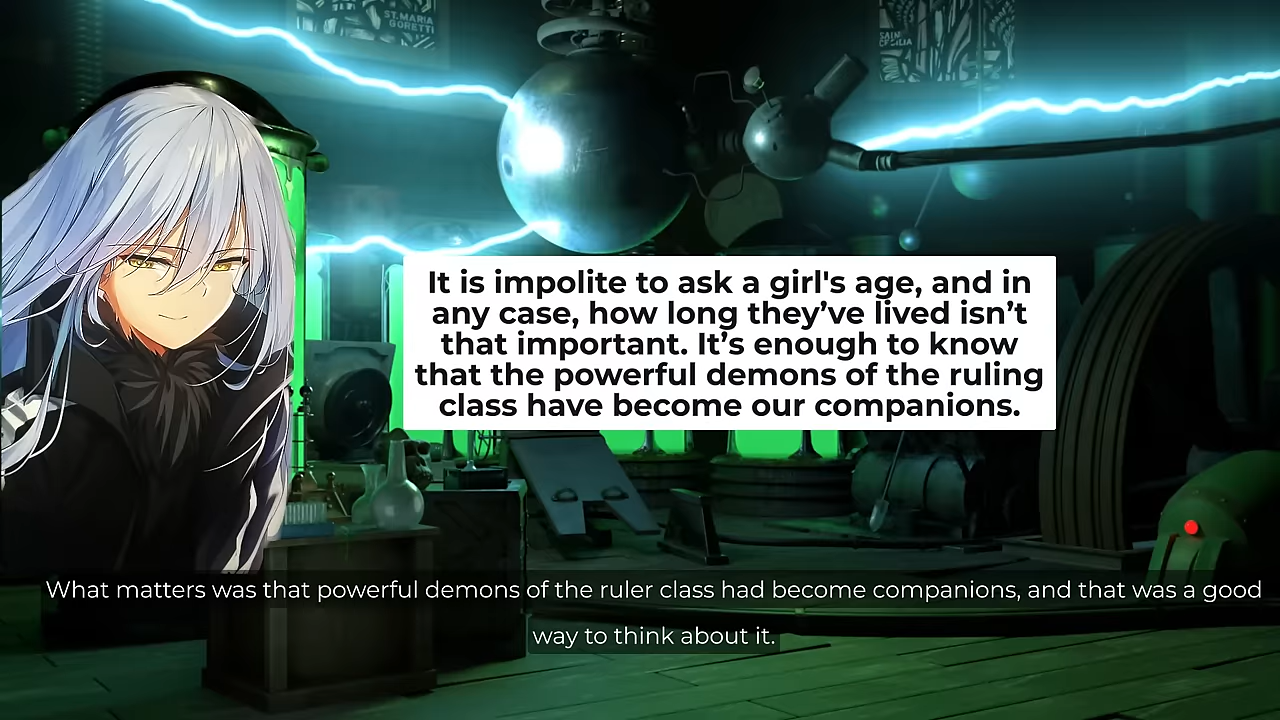 ST. MARIA
GORETTI
SAIN
CECILIA
It is impolite to ask a girl's age, and in
any case, how long they’ve lived isn’t
that important. It’s enough to know
that the powerful demons of the ruling
class have become our companions.
What matters was that powerful demons of the ruler class had become companions, and that was a good
way to think about it.